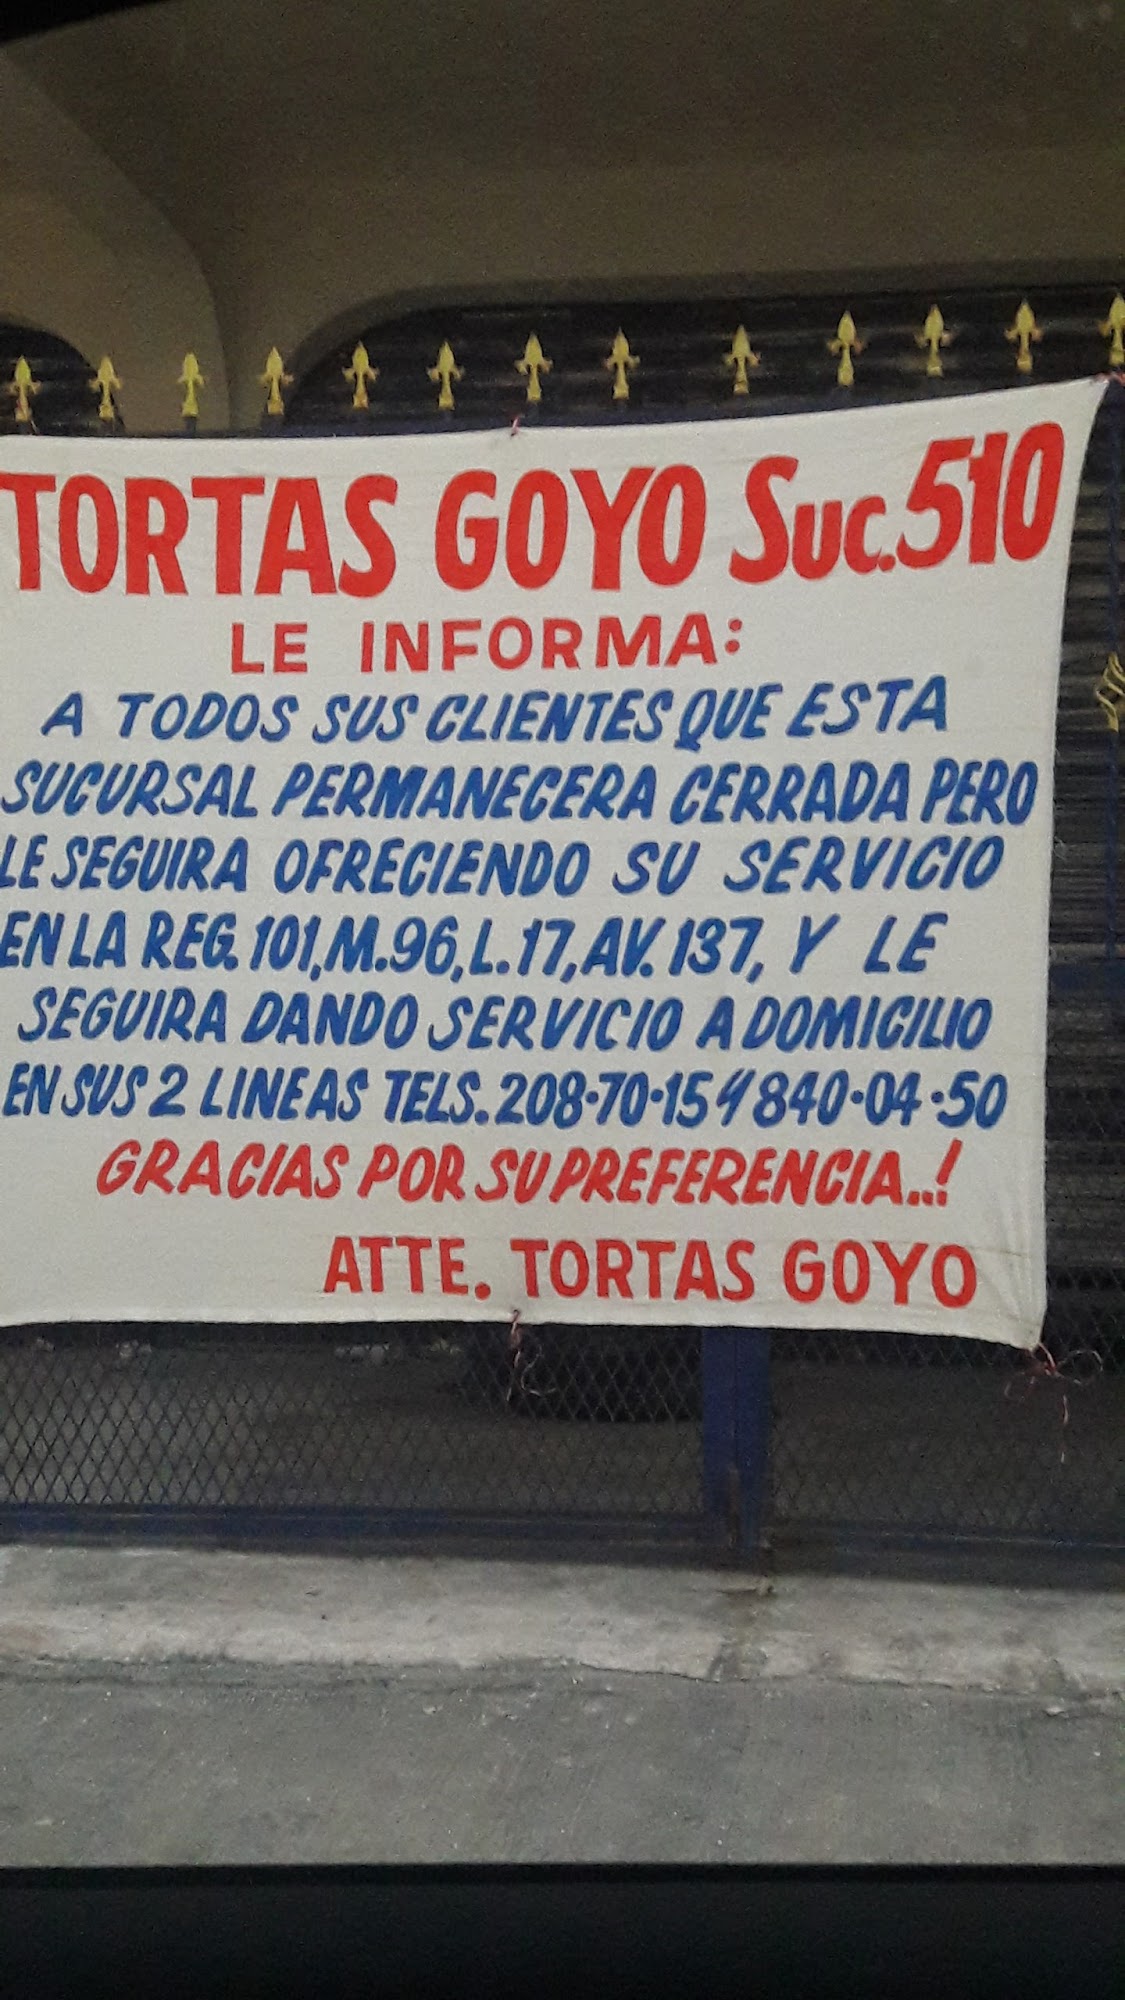 TORTAS GOYO SUC.510
LE INFORMA:
A TODOS SUS CLIENTES QUE ESTA
SUCURSAL PERMANECERA CERRADA PERO
LE SEGUIRA OFRECIENDO SU SERVICIO
EN LA REG.101,M.96,L.17,AV.137, Y LE
SEGUIRA DANDO SERVICIO A DOMICILIO
EN SUS 2 LINEAS TELS.208·70·15 y 840·04·50
GRACIAS POR SU PREFERENCIA..!
ATTE. TORTAS GOYO